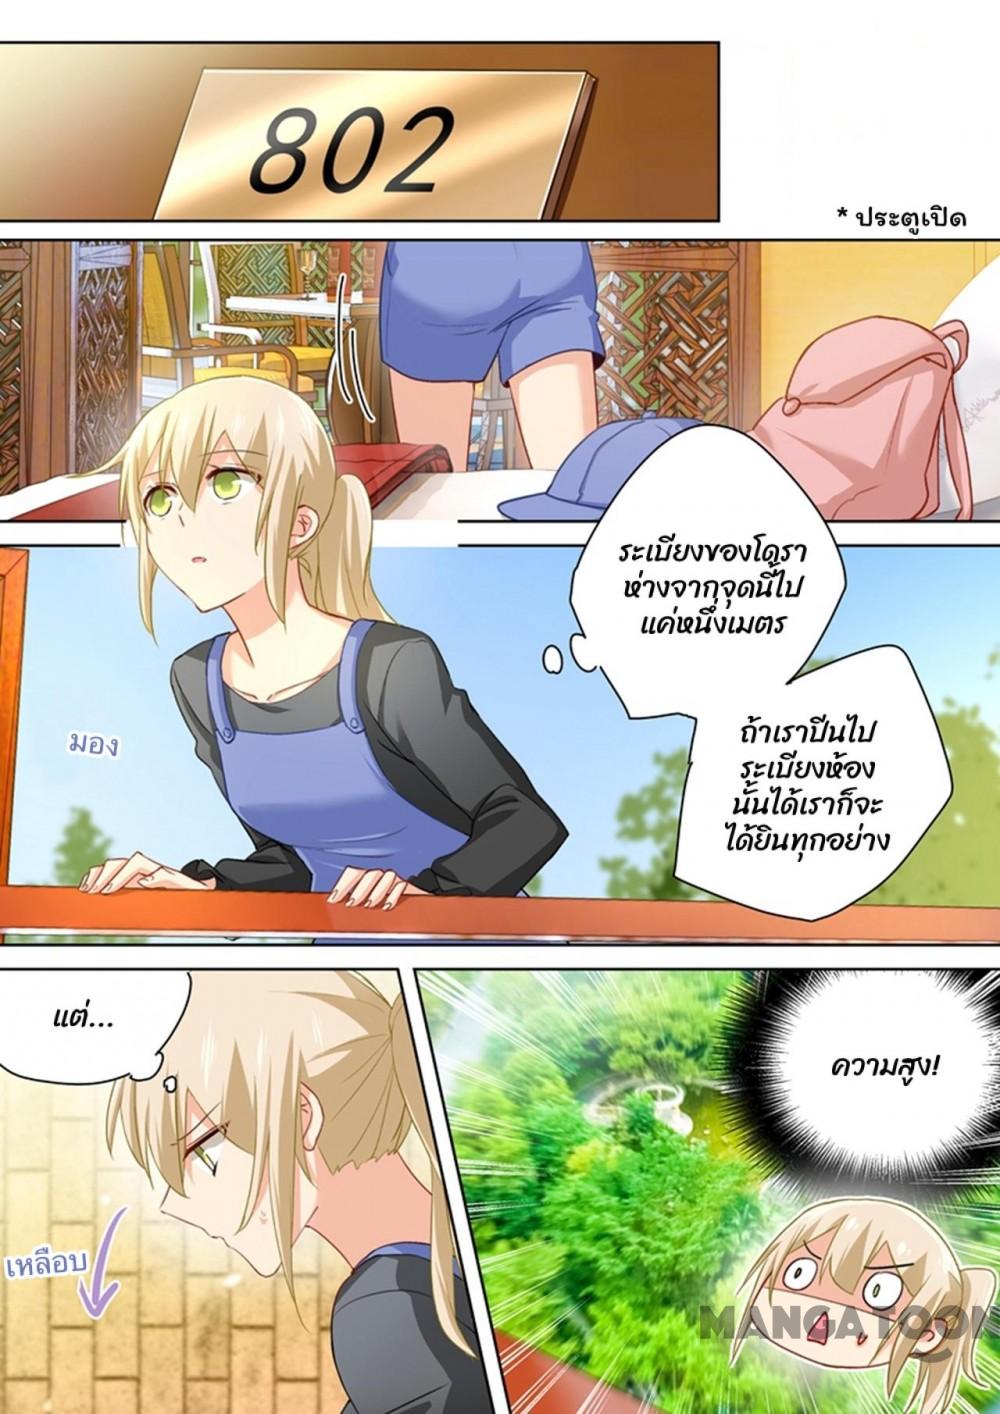 802
* ประตูเปิด
ระเบียงของโดรา
ห่างจากจุดนี้ไป
แค่หนึ่งเมตร
มอง
ถ้าเราปีนไป
ระเบียงห้อง
นั้นได้เราก็จะ
ได้ยินทุกอย่าง
แต่...
ความสูง!
เหลือบ
MANGATOON